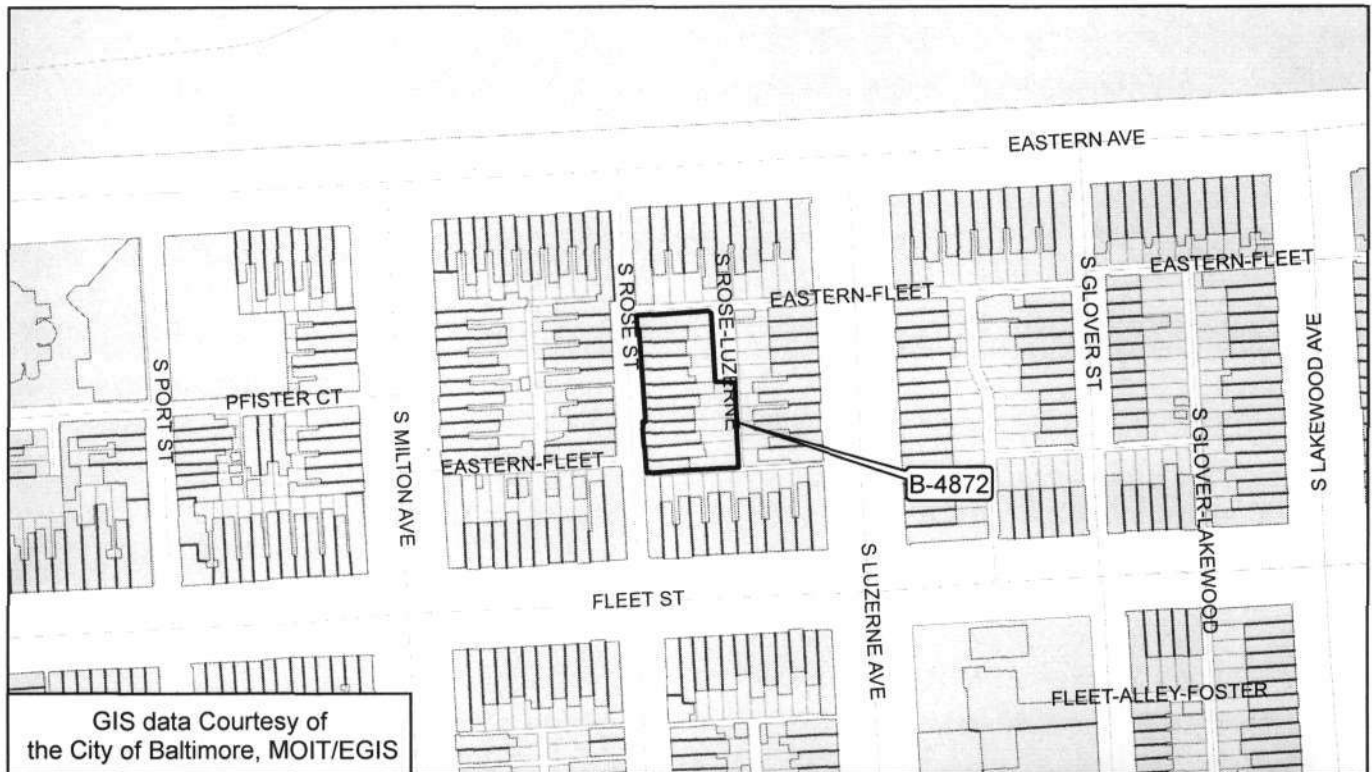 EASTERN AVE
S ROSE ST
S ROSE-LUZERNE
EASTERN-FLEET
S GLOVER ST
EASTERN-FLEET
S LAKEWOOD AVE
S PORT ST
PFISTER CT
S MILTON AVE
EASTERN-FLEET
B-4872
S GLOVER-LAKEWOOD
FLEET ST
S LUZERNE AVE
FLEET-ALLEY-FOSTER
GIS data Courtesy of
the City of Baltimore, MOIT/EGIS